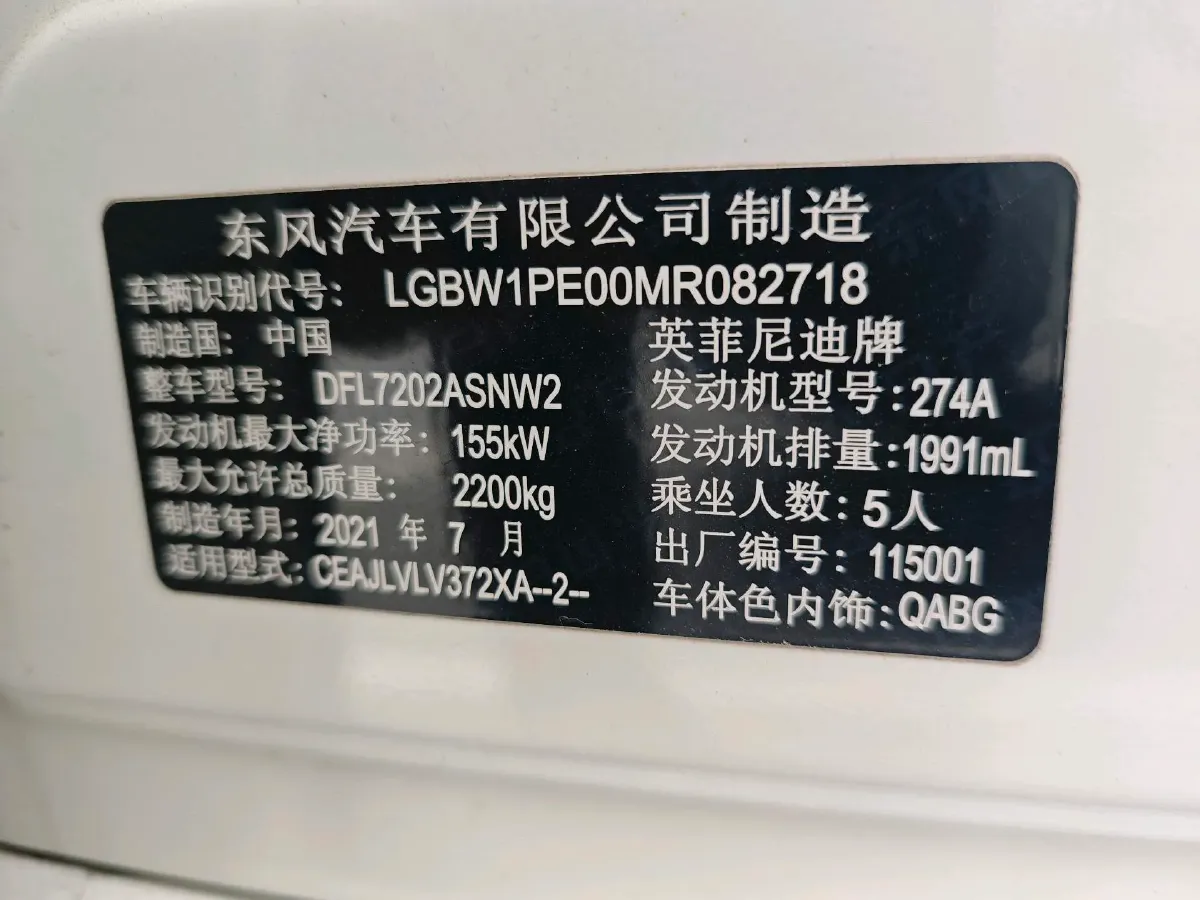 东风汽车有限公司制造
车辆识别代号: LGBW1PE00MR082718
制造国: 中国 英菲尼迪牌
整车型号: DFL7202ASNW2 发动机型号:274A
发动机最大净功率: 155kW 发动机排量:1991mL
最大允许总质量: 2200kg 乘坐人数: 5人
制造年月: 2021 年 7 月 出厂编号: 115001
适用型式: CEAJLVLV372XA--2-- 车体色内饰: QABG